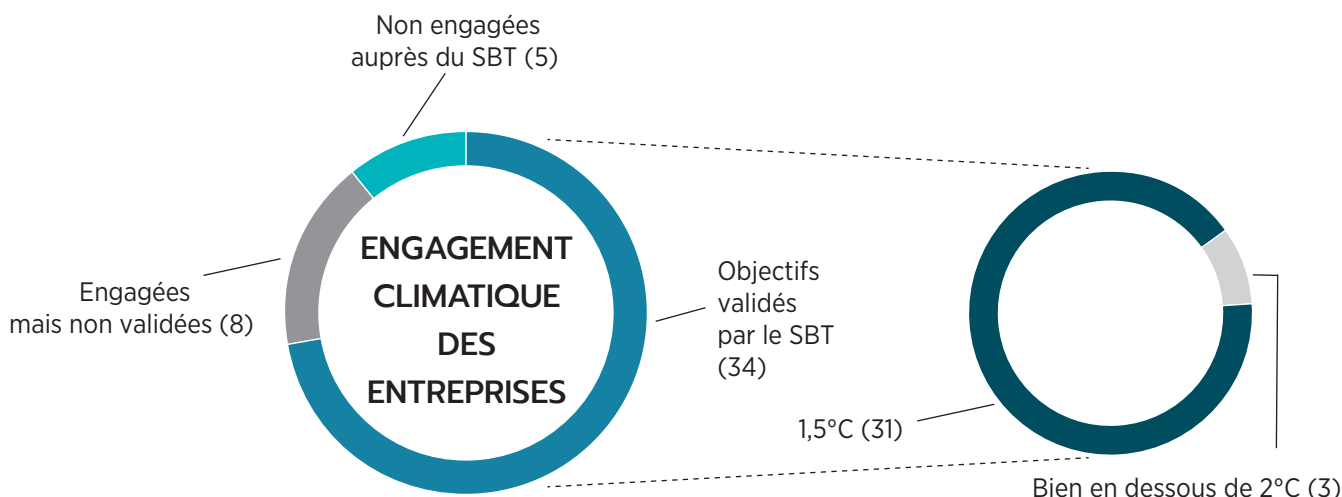 Non engagées
auprès du SBT (5)
ENGAGEMENT
CLIMATIQUE
DES
ENTREPRISES
Engagées
mais non validées (8)
Objectifs
validés
par le SBT
(34)
1,5°C (31)
Bien en dessous de 2°C (3)